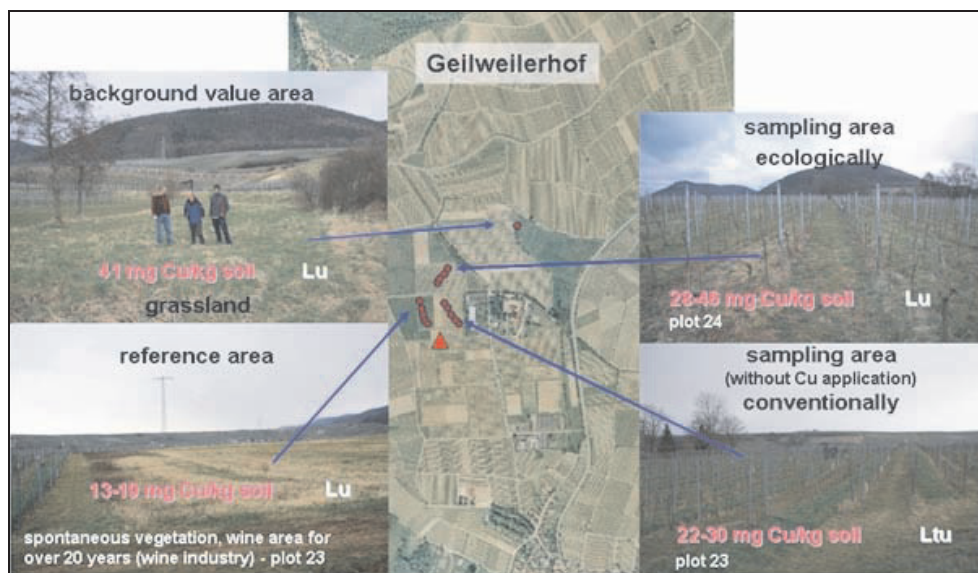 Geilweilerhof
background value area
41 mg Cu/kg soil Lu
grassland
sampling area
ecologically
28-46 mg Cu/kg soil Lu
plot 24
reference area
13-19 mg Cu/kg soil Lu
spontaneous vegetation, wine area for
over 20 years (wine industry) - plot 23
sampling area
(without Cu application)
conventionally
22-30 mg Cu/kg soil Ltu
plot 23